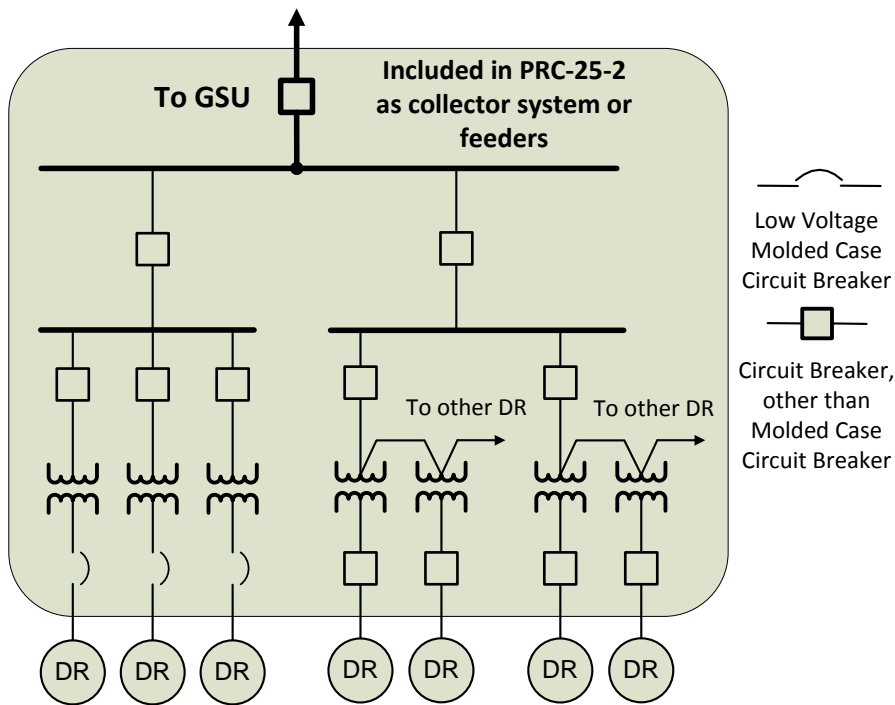 To GSU
Included in PRC-25-2
as collector system or
feeders
Low Voltage
Molded Case
Circuit Breaker
Circuit Breaker,
other than
Molded Case
Circuit Breaker
To other DR
To other DR
DR
DR
DR
DR
DR
DR
DR